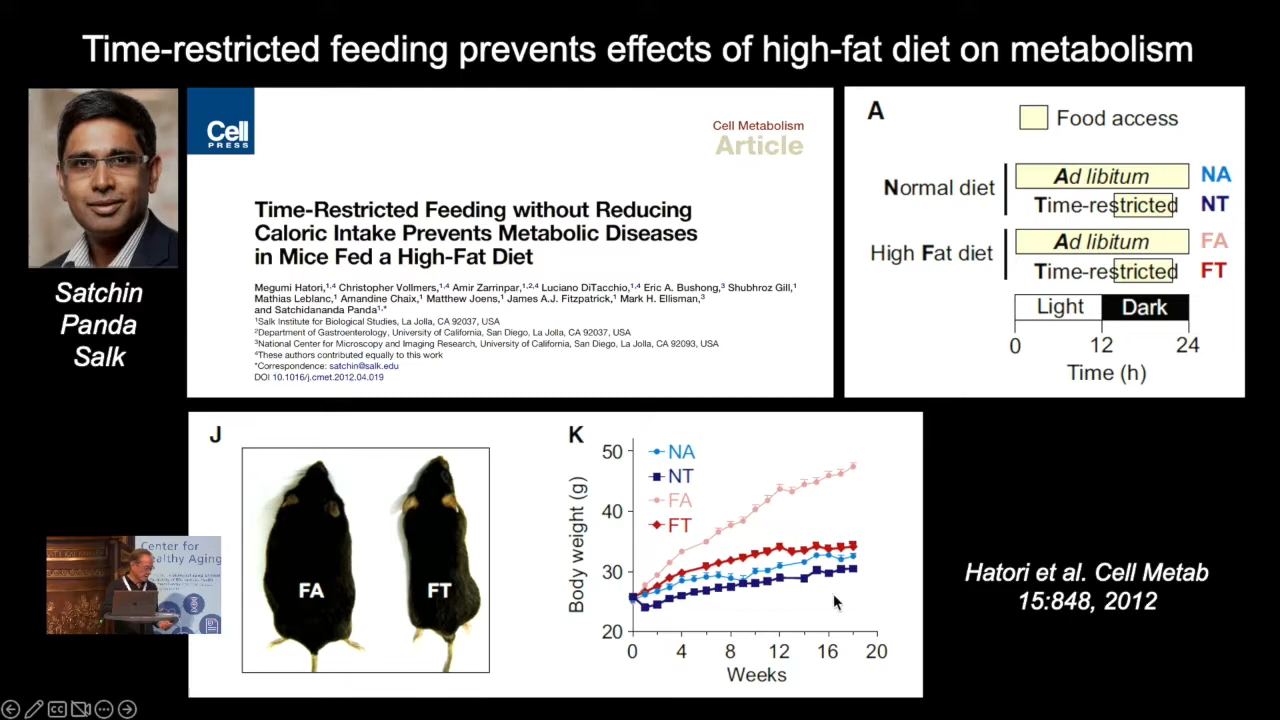 Time-restricted feeding prevents effects of high-fat diet on metabolism
Satchin
Panda
Salk
Cell
PRESS
Cell Metabolism
Article
Time-Restricted Feeding without Reducing
Caloric Intake Prevents Metabolic Diseases
in Mice Fed a High-Fat Diet
Megumi Hatori,1,4 Christopher Vollmers,1,4 Amir Zarrinpar,1,2,4 Luciano DiTacchio,1,4 Eric A. Bushong,3 Shubhroz Gill,1
Mathias Leblanc,1 Amandine Chaix,1 Matthew Joens,1 James A.J. Fitzpatrick,1 Mark H. Ellisman,3
and Satchidananda Panda1,*
1Salk Institute for Biological Studies, La Jolla, CA 92037, USA
2Department of Gastroenterology, University of California, San Diego, La Jolla, CA 92037, USA
3National Center for Microscopy and Imaging Research, University of California, San Diego, La Jolla, CA 92093, USA
4These authors contributed equally to this work
*Correspondence: satchin@salk.edu
DOI 10.1016/j.cmet.2012.04.019
A
Food access
Normal diet
Ad libitum NA
Time-restricted NT
High Fat diet
Ad libitum FA
Time-restricted FT
Light Dark
0 12 24
Time (h)
J
FA FT
K
NA
NT
FA
FT
Body weight (g)
50
40
30
20
0 4 8 12 16 20
Weeks
Center for
Healthy Aging
Hatori et al. Cell Metab
15:848, 2012
CC